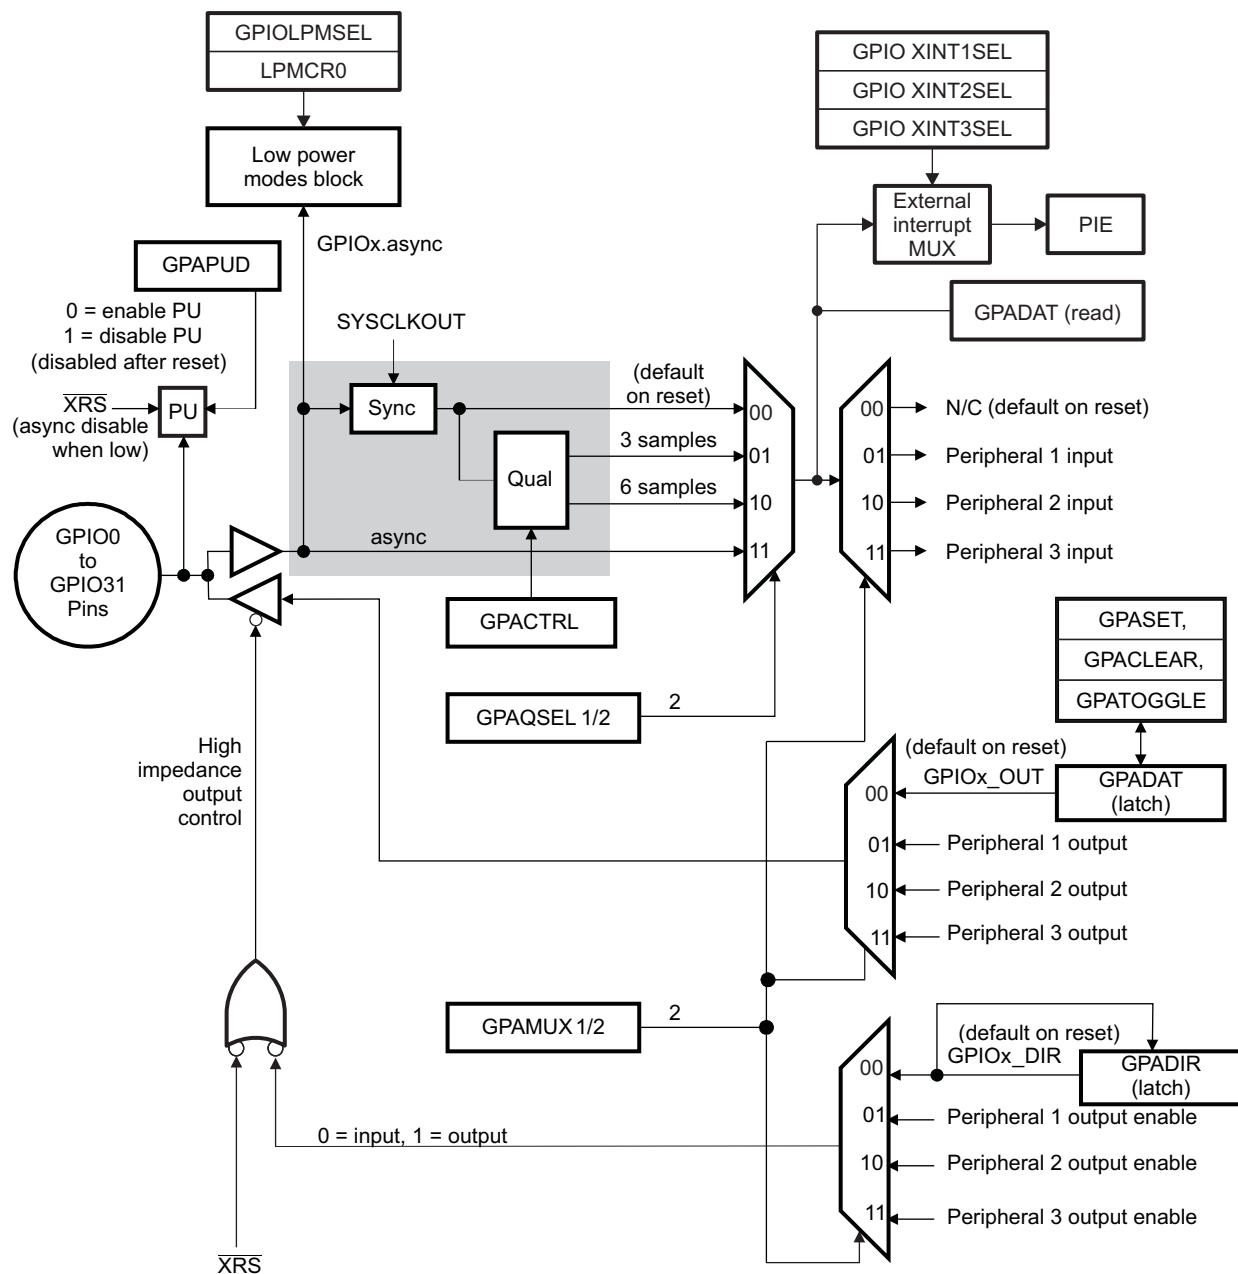 GPIOLPMSEL
LPMCR0
Low power
modes block
GPIOx.async
GPAPUD
0 = enable PU
1 = disable PU
(disabled after reset)
XRS
(async disable
when low)
PU
SYSCLKOUT
Sync
Qual
(default
on reset)
3 samples
6 samples
async
00
01
10
11
GPIO XINT1SEL
GPIO XINT2SEL
GPIO XINT3SEL
External
interrupt
MUX
PIE
GPADAT (read)
00
01
10
11
N/C (default on reset)
Peripheral 1 input
Peripheral 2 input
Peripheral 3 input
GPIO0
to
GPIO31
Pins
GPACTRL
GPAQSEL 1/2
2
GPASET,
GPACLEAR,
GPATOGGLE
High
impedance
output
control
(default on reset)
GPIOx_OUT
GPADAT
(latch)
00
01
10
11
Peripheral 1 output
Peripheral 2 output
Peripheral 3 output
GPAMUX 1/2
2
(default on reset)
GPIOx_DIR
GPADIR
(latch)
00
01
10
11
Peripheral 1 output enable
Peripheral 2 output enable
Peripheral 3 output enable
0 = input, 1 = output
XRS